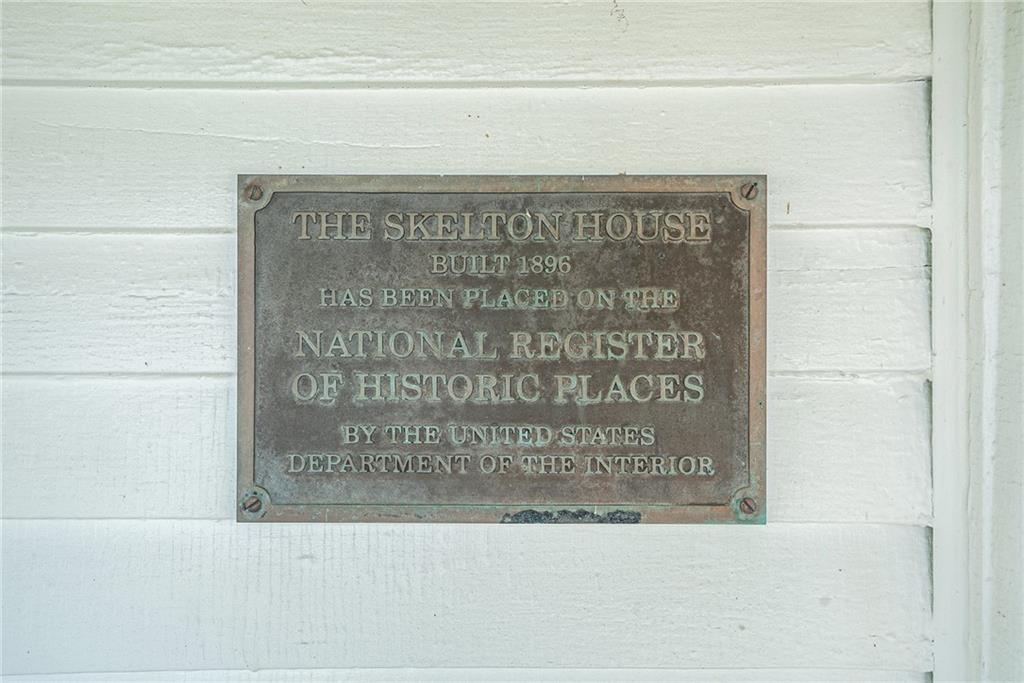 THE SKELTON HOUSE
BUILT 1896
HAS BEEN PLACED ON THE
NATIONAL REGISTER
OF HISTORIC PLACES
BY THE UNITED STATES
DEPARTMENT OF THE INTERIOR